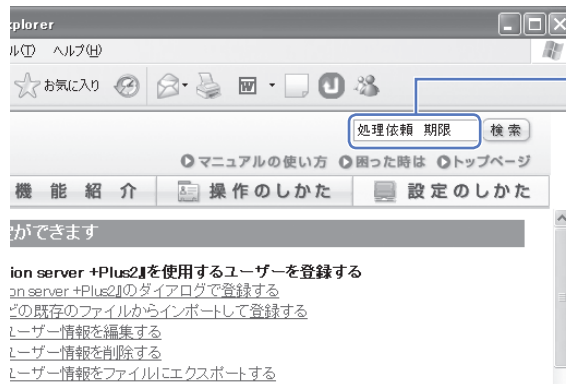 xplorer
ル(T) ヘルプ(H)
お気に入り
処理依頼 期限 検索
マニュアルの使い方 困った時は トップページ
機能紹介 操作のしかた 設定のしかた
ができます
ion server +Plus2』を使用するユーザーを登録する
on server +Plus2』のダイアログで登録する
どの既存のファイルからインポートして登録する
ユーザー情報を編集する
ユーザー情報を削除する
ユーザー情報をファイルにエクスポートする